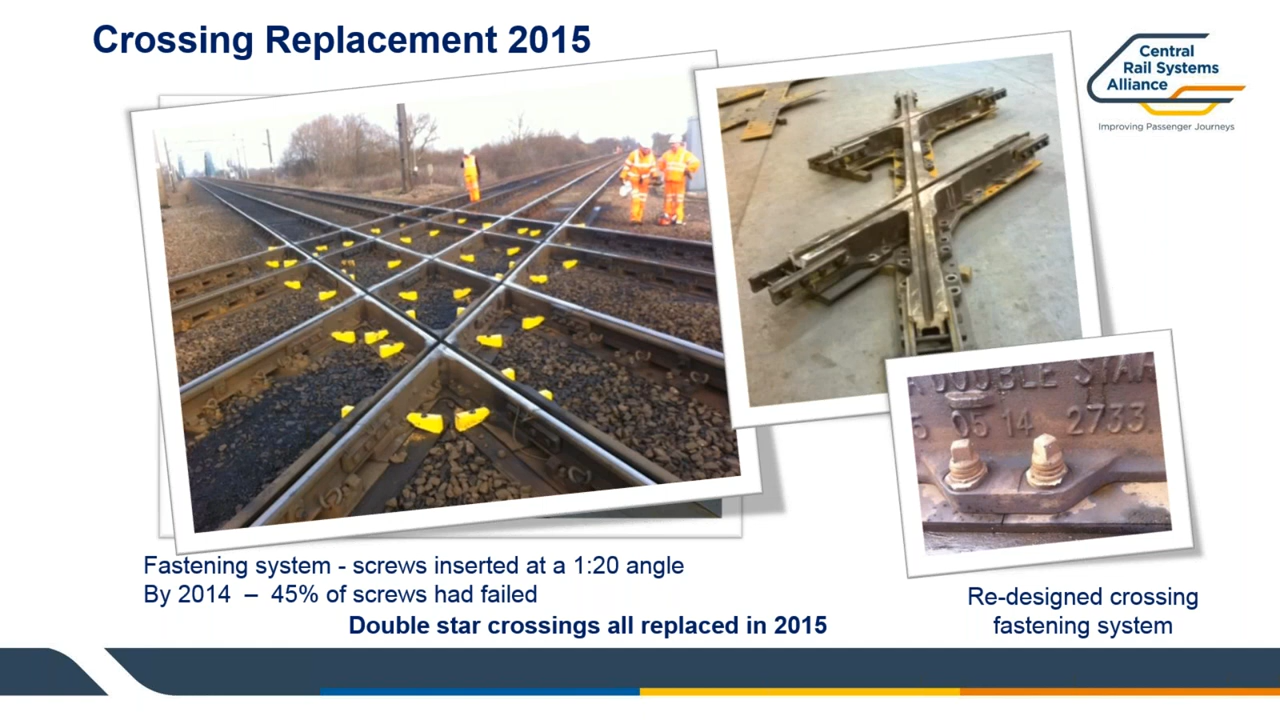 Crossing Replacement 2015
Central
Rail Systems
Alliance
Improving Passenger Journeys
DOUBLE STAR
5 05 14 2733
Fastening system - screws inserted at a 1:20 angle
By 2014 – 45% of screws had failed
Double star crossings all replaced in 2015
Re-designed crossing
fastening system